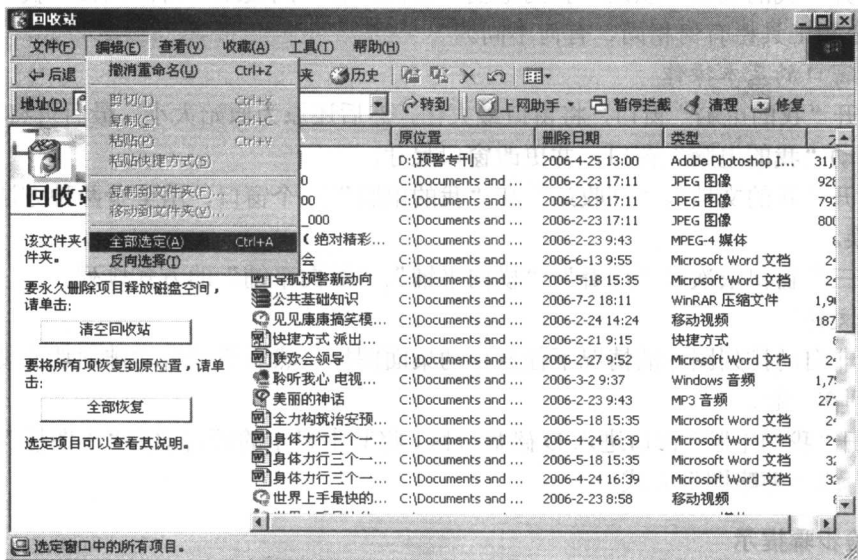 回收站
文件(F) 编辑(E) 查看(V) 收藏(A) 工具(T) 帮助(H)
后退 历史
地址(D) 转到 上网助手 暂停拦截 清理 修复
撤消重命名(U) Ctrl+Z
剪切(T) Ctrl+X
复制(C) Ctrl+C
粘贴(P) Ctrl+V
粘贴快捷方式(S)
复制到文件夹(F)...
移动到文件夹(V)...
全部选定(A) Ctrl+A
反向选择(I)
回收
该文件夹
件夹。
要永久删除项目释放磁盘空间,
请单击:
清空回收站
要将所有项恢复到原位置,请单
击:
全部恢复
选定项目可以查看其说明。
原位置 删除日期 类型
D:\预警专刊 2006-4-25 13:00 Adobe Photoshop I... 31,
0 C:\Documents and ... 2006-2-23 17:11 JPEG 图像 928
00 C:\Documents and ... 2006-2-23 17:11 JPEG 图像 792
_000 C:\Documents and ... 2006-2-23 17:11 JPEG 图像 800
(绝对精彩... C:\Documents and ... 2006-2-23 9:43 MPEG-4 媒体
会 C:\Documents and ... 2006-6-13 9:55 Microsoft Word 文档 2
导航预警新动向 C:\Documents and ... 2006-5-18 15:35 Microsoft Word 文档 2
公共基础知识 C:\Documents and ... 2006-7-2 18:11 WinRAR 压缩文件 1,9
见见康康搞笑模... C:\Documents and ... 2006-2-24 14:24 移动视频 187
快捷方式 派出... C:\Documents and ... 2006-2-21 9:15 快捷方式
联欢会领导 C:\Documents and ... 2006-2-27 9:52 Microsoft Word 文档 2
聆听我心 电视... C:\Documents and ... 2006-3-2 9:37 Windows 音频 1,7
美丽的神话 C:\Documents and ... 2006-2-23 9:43 MP3 音频 272
全力构筑治安预... C:\Documents and ... 2006-5-18 15:35 Microsoft Word 文档 2
身体力行三个一... C:\Documents and ... 2006-4-24 16:39 Microsoft Word 文档 2
身体力行三个一... C:\Documents and ... 2006-5-18 15:35 Microsoft Word 文档 32
身体力行三个一... C:\Documents and ... 2006-4-24 16:39 Microsoft Word 文档 32
世界上手最快的... C:\Documents and ... 2006-2-23 8:58 移动视频
选定窗口中的所有项目。